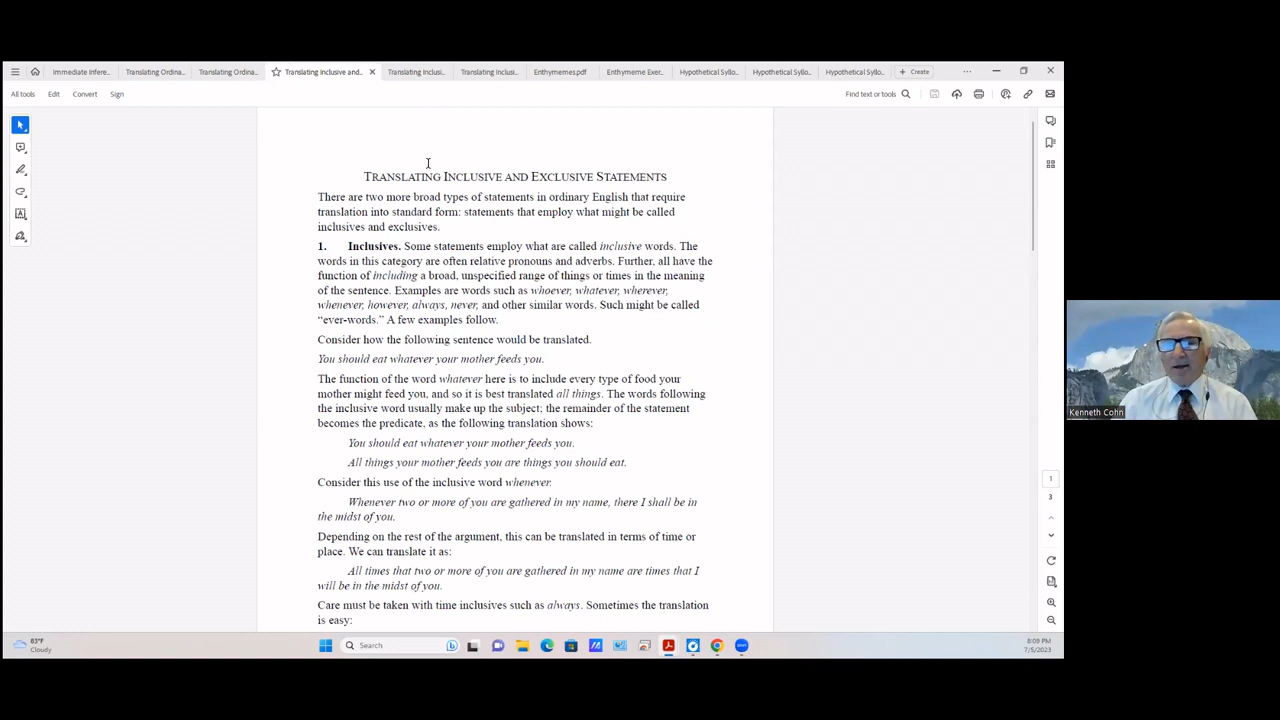 Immediate Infere...
Translating Ordina...
Translating Ordina...
Translating Inclusive and...
Translating Inclusi...
Translating Inclusi...
Enthymemes.pdf
Enthymeme Exer...
Hypothetical Syllo...
Hypothetical Syllo...
Hypothetical Syllo...
Create
All tools
Edit
Convert
Sign
Find text or tools
TRANSLATING INCLUSIVE AND EXCLUSIVE STATEMENTS
There are two more broad types of statements in ordinary English that require
translation into standard form: statements that employ what might be called
inclusives and exclusives.
1. Inclusives. Some statements employ what are called inclusive words. The
words in this category are often relative pronouns and adverbs. Further, all have the
function of including a broad, unspecified range of things or times in the meaning
of the sentence. Examples are words such as whoever, whatever, wherever,
whenever, however, always, never, and other similar words. Such might be called
“ever-words.” A few examples follow.
Consider how the following sentence would be translated.
You should eat whatever your mother feeds you.
The function of the word whatever here is to include every type of food your
mother might feed you, and so it is best translated all things. The words following
the inclusive word usually make up the subject; the remainder of the statement
becomes the predicate, as the following translation shows:
You should eat whatever your mother feeds you.
All things your mother feeds you are things you should eat.
Consider this use of the inclusive word whenever.
Whenever two or more of you are gathered in my name, there I shall be in
the midst of you.
Depending on the rest of the argument, this can be translated in terms of time or
place. We can translate it as:
All times that two or more of you are gathered in my name are times that I
will be in the midst of you.
Care must be taken with time inclusives such as always. Sometimes the translation
is easy:
1
3
Kenneth Cohn
83°F
Cloudy
Search
8:09 PM
7/5/2023